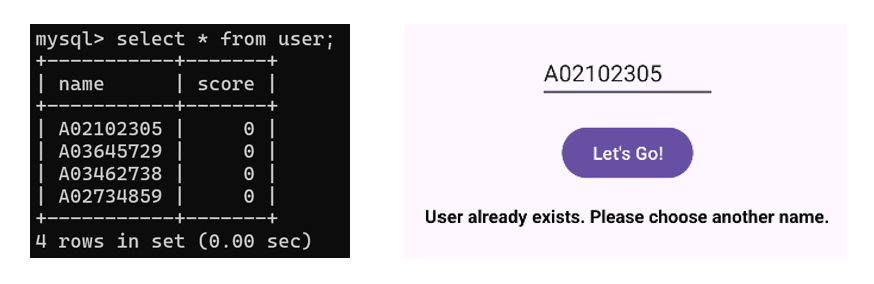 mysql> select * from user;
+-----------+-------+
| name      | score |
+-----------+-------+
| A02102305 |     0 |
| A03645729 |     0 |
| A03462738 |     0 |
| A02734859 |     0 |
+-----------+-------+
4 rows in set (0.00 sec)
A02102305
Let's Go!
User already exists. Please choose another name.